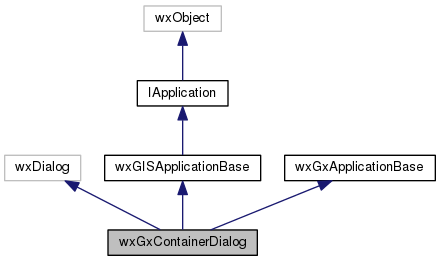 wxObject
IApplication
wxDialog
wxGISApplicationBase
wxGxApplicationBase
wxGxContainerDialog